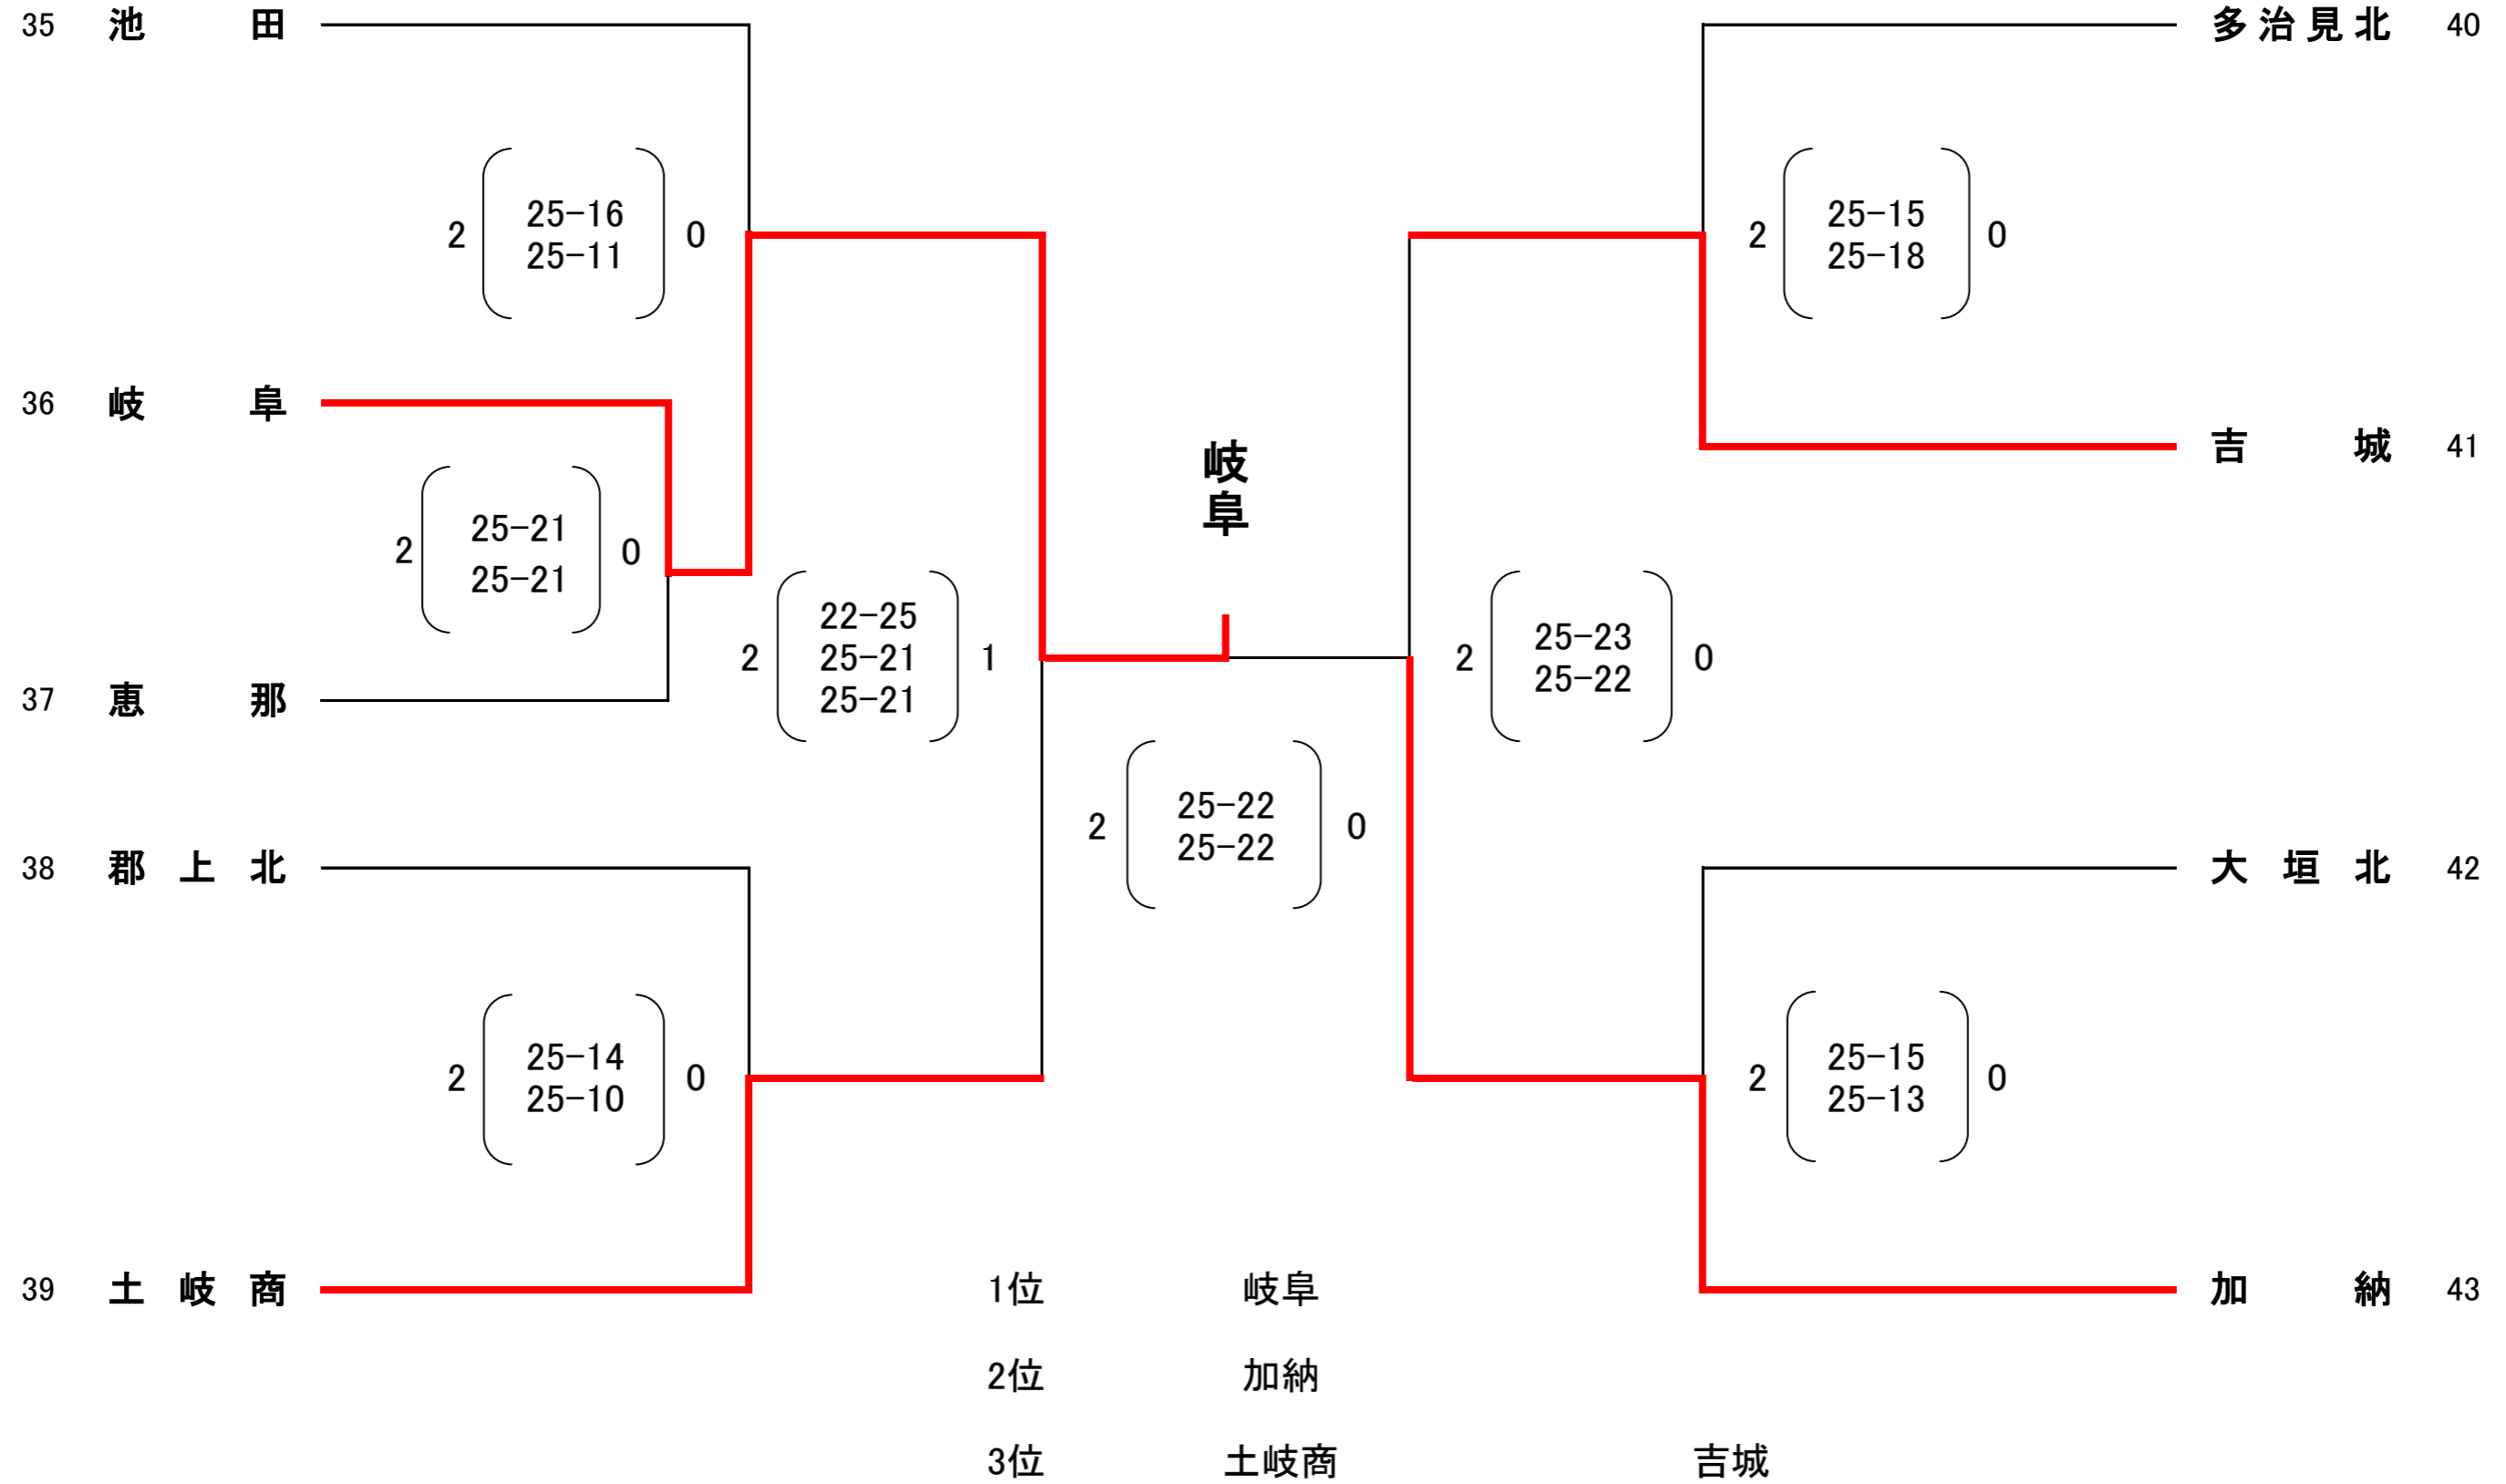 35 池田
多治見北 40
2 25-16 0
25-11
2 25-15 0
25-18
36 岐阜
吉城 41
岐阜
2 25-21 0
25-21
37 恵那
2 22-25 1
25-21
25-21
2 25-23 0
25-22
2 25-22 0
25-22
38 郡上北
大垣北 42
2 25-14 0
25-10
2 25-15 0
25-13
39 土岐商
加納 43
1位 岐阜
2位 加納
3位 土岐商 吉城